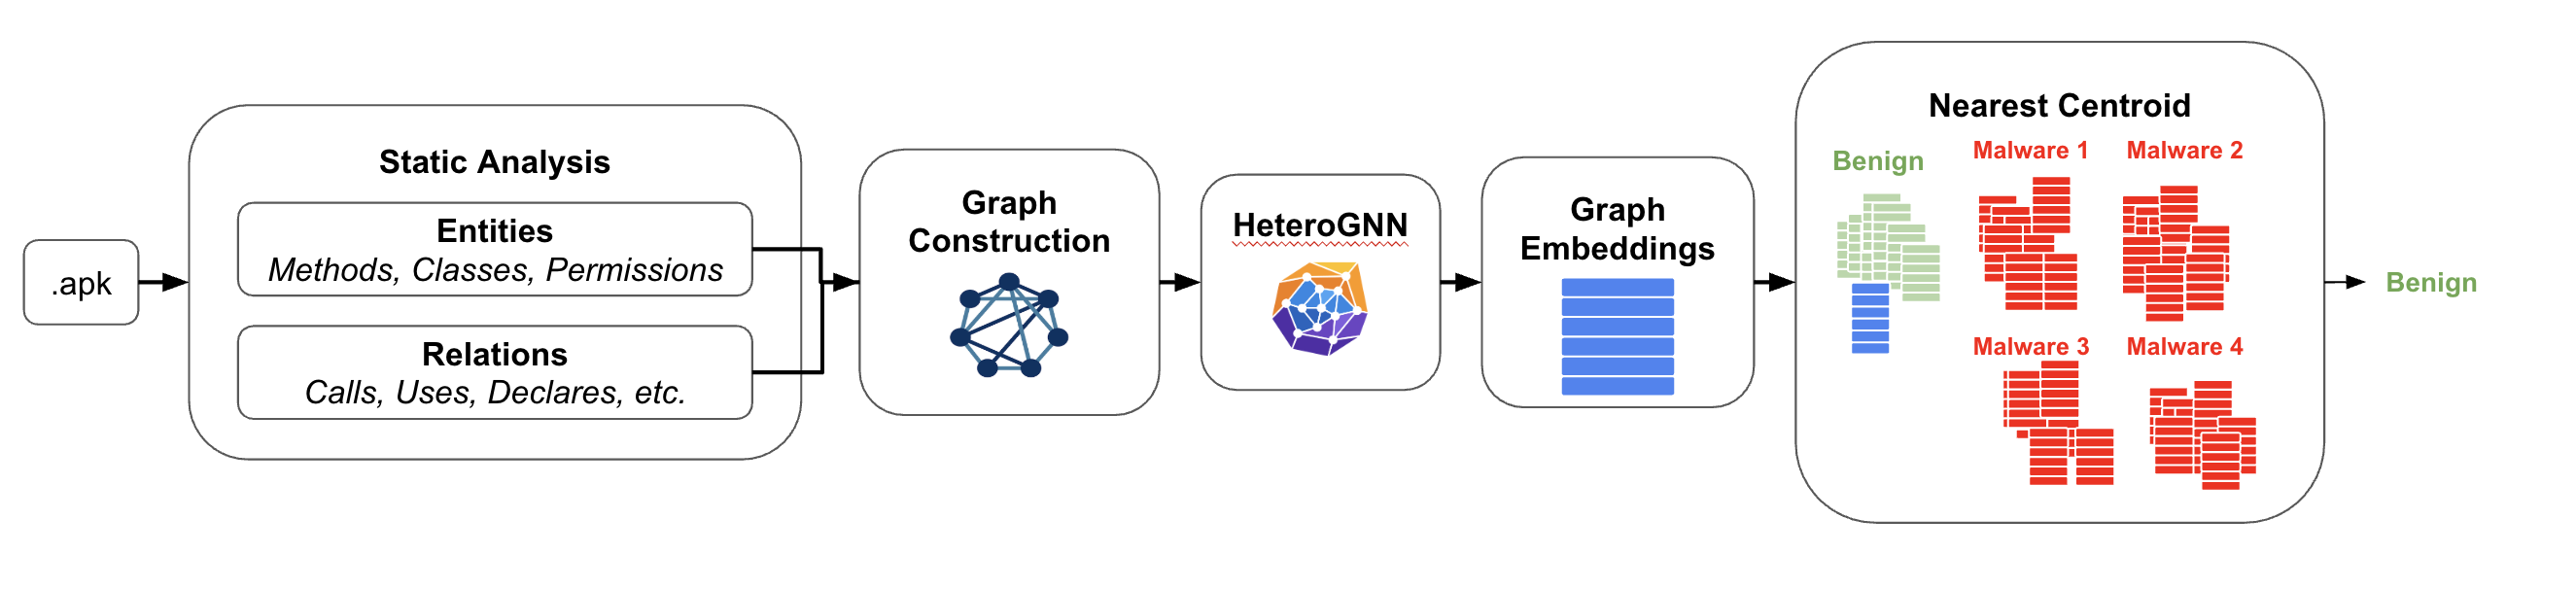 .apk
Static Analysis
Entities
Methods, Classes, Permissions
Relations
Calls, Uses, Declares, etc.
Graph
Construction
HeteroGNN
Graph
Embeddings
Nearest Centroid
Benign
Malware 1
Malware 2
Malware 3
Malware 4
Benign